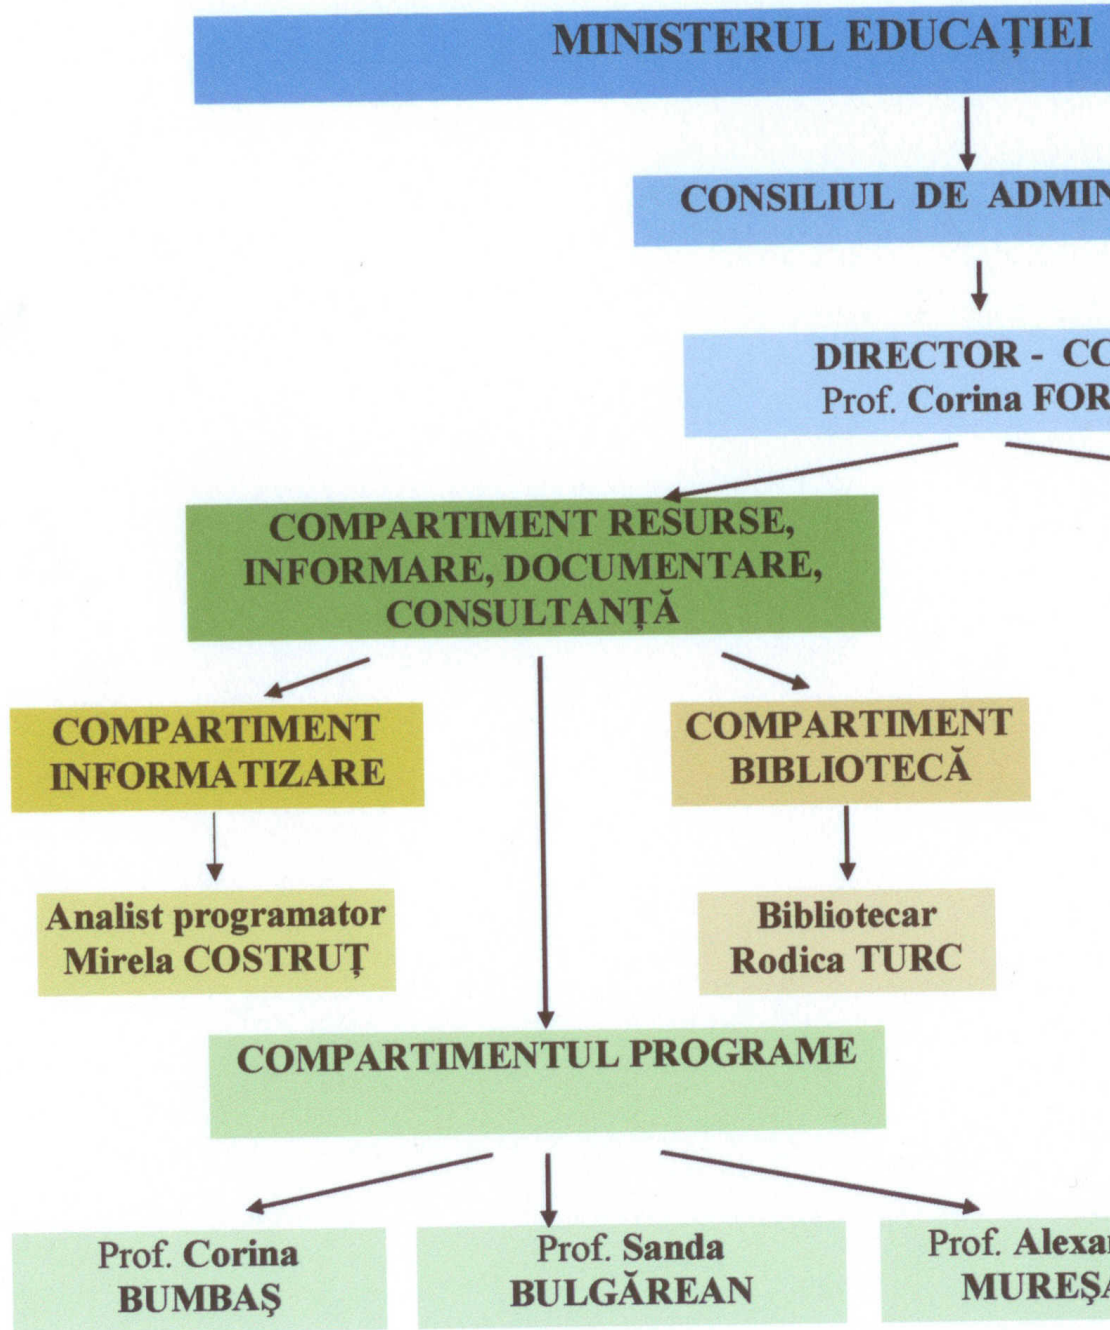 MINISTERUL EDUCAȚIEI
CONSILIUL DE ADMIN
DIRECTOR - CO
Prof. Corina FOR
COMPARTIMENT RESURSE,
INFORMARE, DOCUMENTARE,
CONSULTANȚĂ
COMPARTIMENT
INFORMATIZARE
COMPARTIMENT
BIBLIOTECĂ
Analist programator
Mirela COSTRUȚ
Bibliotecar
Rodica TURC
COMPARTIMENTUL PROGRAME
Prof. Corina
BUMBAȘ
Prof. Sanda
BULGĂREAN
Prof. Alexan
MUREȘA